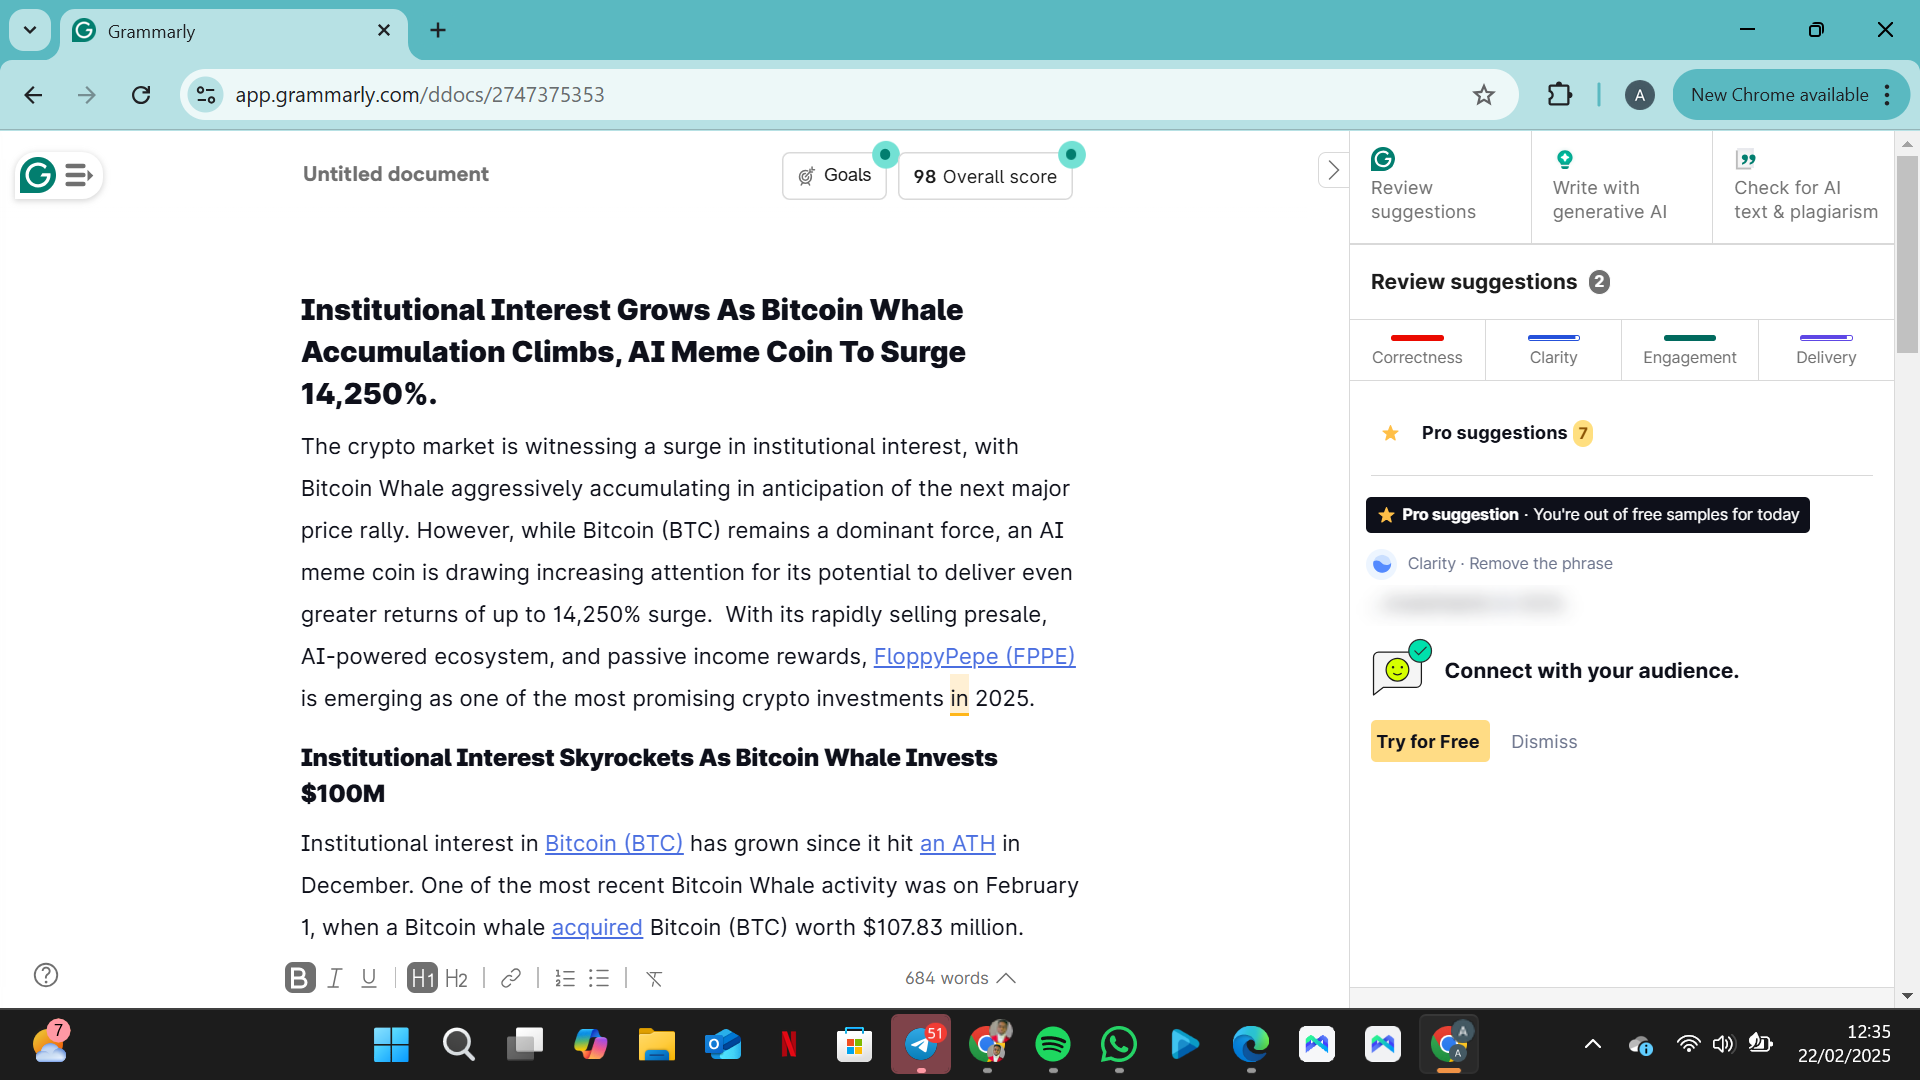 Grammarly
app.grammarly.com/ddocs/2747375353
A
New Chrome available
Untitled document
Goals
98 Overall score
Review suggestions
Write with generative AI
Check for AI text & plagiarism
Institutional Interest Grows As Bitcoin Whale
Accumulation Climbs, AI Meme Coin To Surge
14,250%.
The crypto market is witnessing a surge in institutional interest, with
Bitcoin Whale aggressively accumulating in anticipation of the next major
price rally. However, while Bitcoin (BTC) remains a dominant force, an AI
meme coin is drawing increasing attention for its potential to deliver even
greater returns of up to 14,250% surge.  With its rapidly selling presale,
AI-powered ecosystem, and passive income rewards, FloppyPepe (FPPE)
is emerging as one of the most promising crypto investments in 2025.
Institutional Interest Skyrockets As Bitcoin Whale Invests
$100M
Institutional interest in Bitcoin (BTC) has grown since it hit an ATH in
December. One of the most recent Bitcoin Whale activity was on February
1, when a Bitcoin whale acquired Bitcoin (BTC) worth $107.83 million.
B I U H1 H2
684 words
Review suggestions 2
Correctness
Clarity
Engagement
Delivery
Pro suggestions 7
Pro suggestion · You're out of free samples for today
Clarity · Remove the phrase
Connect with your audience.
Try for Free
Dismiss
7
51
A
A
12:35
22/02/2025